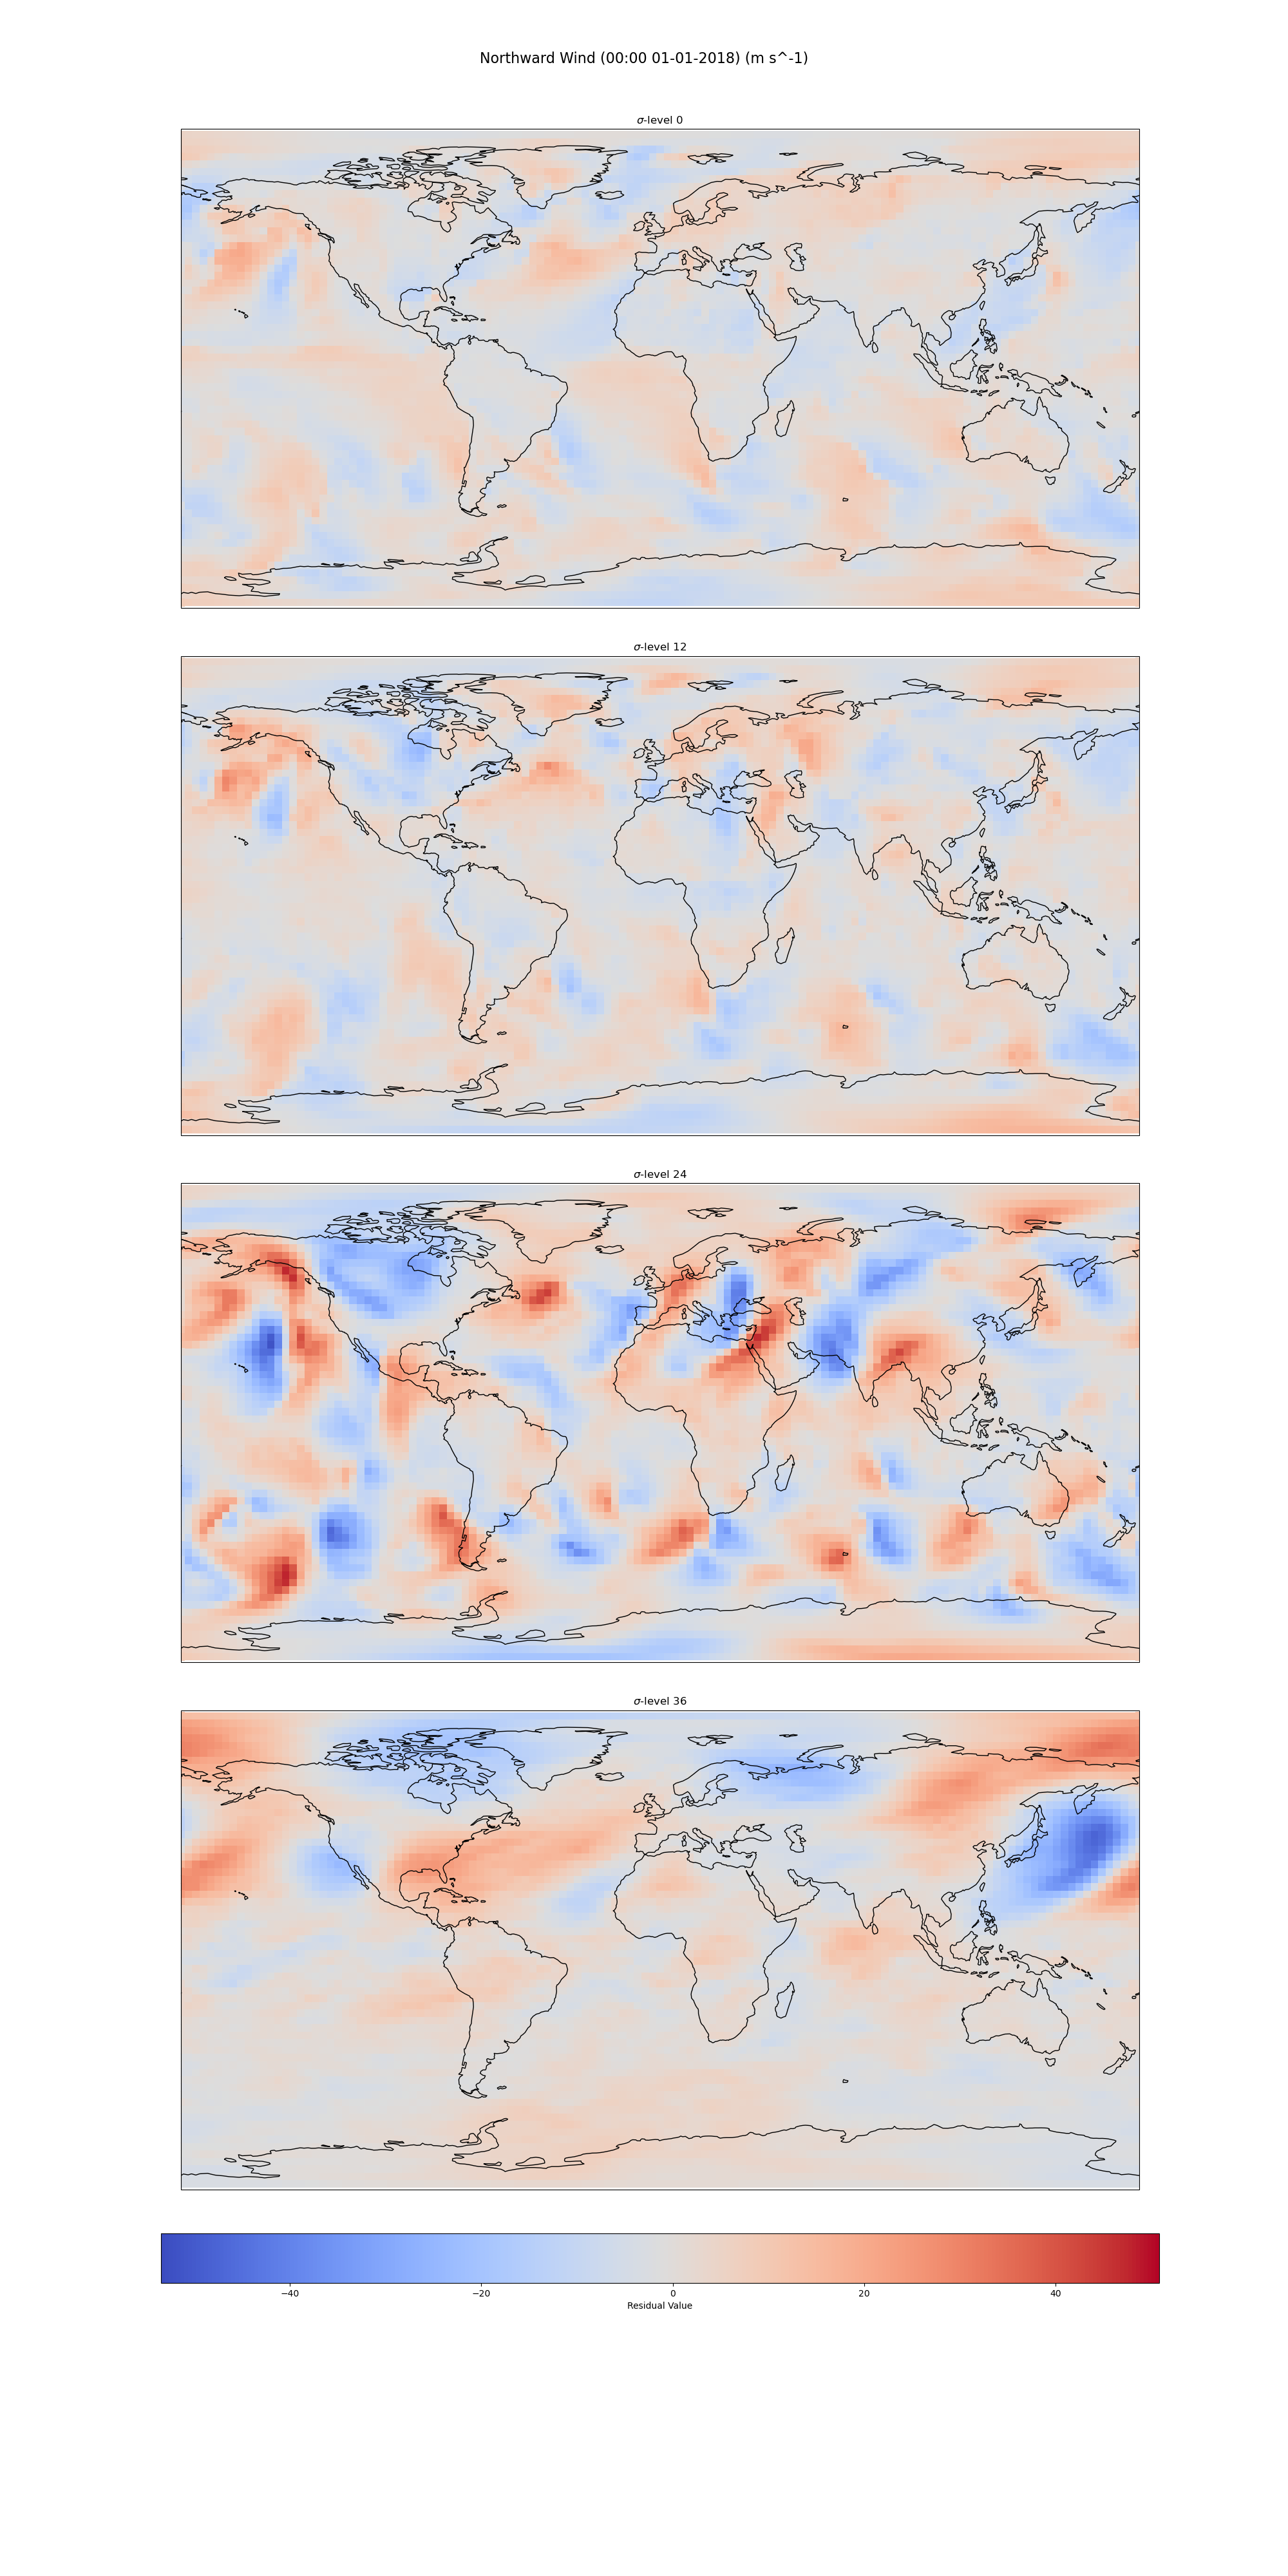 Northward Wind (00:00 01-01-2018) (m s^-1)
σ-level 0
σ-level 12
σ-level 24
σ-level 36
−40 −20 0 20 40
Residual Value